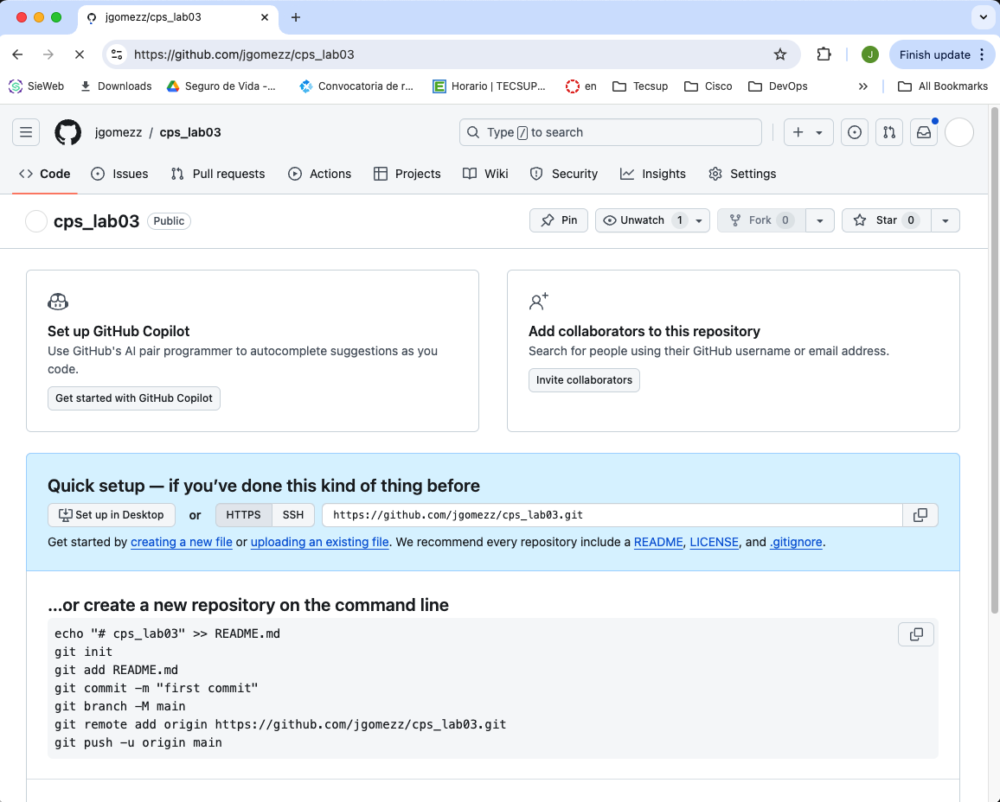 jgomezz/cps_lab03
https://github.com/jgomezz/cps_lab03
J
Finish update
SieWeb
Downloads
Seguro de Vida -...
Convocatoria de r...
Horario | TECSUP...
en
Tecsup
Cisco
DevOps
All Bookmarks
jgomezz / cps_lab03
Type / to search
Code
Issues
Pull requests
Actions
Projects
Wiki
Security
Insights
Settings
cps_lab03
Public
Pin
Unwatch 1
Fork 0
Star 0
Set up GitHub Copilot
Use GitHub's AI pair programmer to autocomplete suggestions as you
code.
Get started with GitHub Copilot
Add collaborators to this repository
Search for people using their GitHub username or email address.
Invite collaborators
Quick setup — if you’ve done this kind of thing before
Set up in Desktop
or
HTTPS
SSH
https://github.com/jgomezz/cps_lab03.git
Get started by creating a new file or uploading an existing file. We recommend every repository include a README, LICENSE, and .gitignore.
...or create a new repository on the command line
echo "# cps_lab03" >> README.md
git init
git add README.md
git commit -m "first commit"
git branch -M main
git remote add origin https://github.com/jgomezz/cps_lab03.git
git push -u origin main